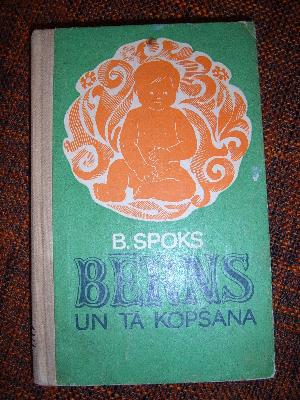 B. SPOKS
BĒRNS
UN TĀ KOPŠANA